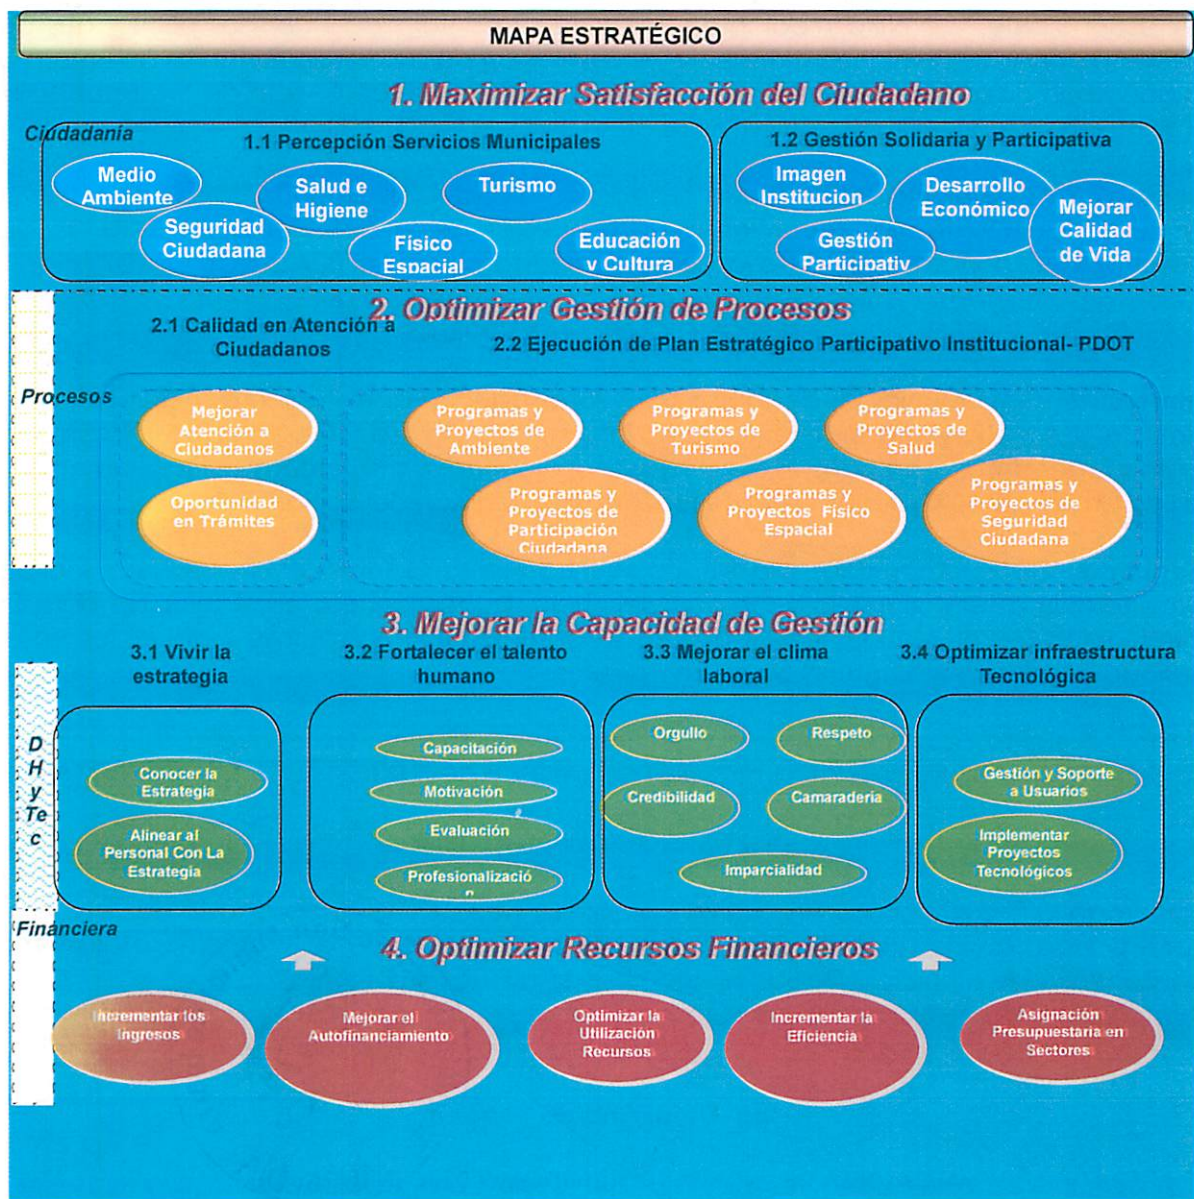 MAPA ESTRATÉGICO
1. Maximizar Satisfacción del Ciudadano
Ciudadanía
1.1 Percepción Servicios Municipales
Medio
Ambiente
Seguridad
Ciudadana
Salud e
Higiene
Físico
Espacial
Turismo
Educación
y Cultura
1.2 Gestión Solidaria y Participativa
Imagen
Institucion
Gestión
Participativ
Desarrollo
Económico
Mejorar
Calidad
de Vida
2. Optimizar Gestión de Procesos
2.1 Calidad en Atención a
Ciudadanos
2.2 Ejecución de Plan Estratégico Participativo Institucional- PDOT
Procesos
Mejorar
Atención a
Ciudadanos
Oportunidad
en Trámites
Programas y
Proyectos de
Ambiente
Programas y
Proyectos de
Turismo
Programas y
Proyectos de
Salud
Programas y
Proyectos de
Participación
Ciudadana
Programas y
Proyectos Físico
Espacial
Programas y
Proyectos de
Seguridad
Ciudadana
3. Mejorar la Capacidad de Gestión
3.1 Vivir la
estrategia
3.2 Fortalecer el talento
humano
3.3 Mejorar el clima
laboral
3.4 Optimizar infraestructura
Tecnológica
D
H
y
Te
c
Conocer la
Estrategia
Alinear al
Personal Con La
Estrategia
Capacitación
Motivación
Evaluación
Profesionalizació
n
Orgullo
Respeto
Credibilidad
Camaradería
Imparcialidad
Gestión y Soporte
a Usuarios
Implementar
Proyectos
Tecnológicos
Financiera
4. Optimizar Recursos Financieros
Incrementar los
Ingresos
Mejorar el
Autofinanciamiento
Optimizar la
Utilización
Recursos
Incrementar la
Eficiencia
Asignación
Presupuestaria en
Sectores